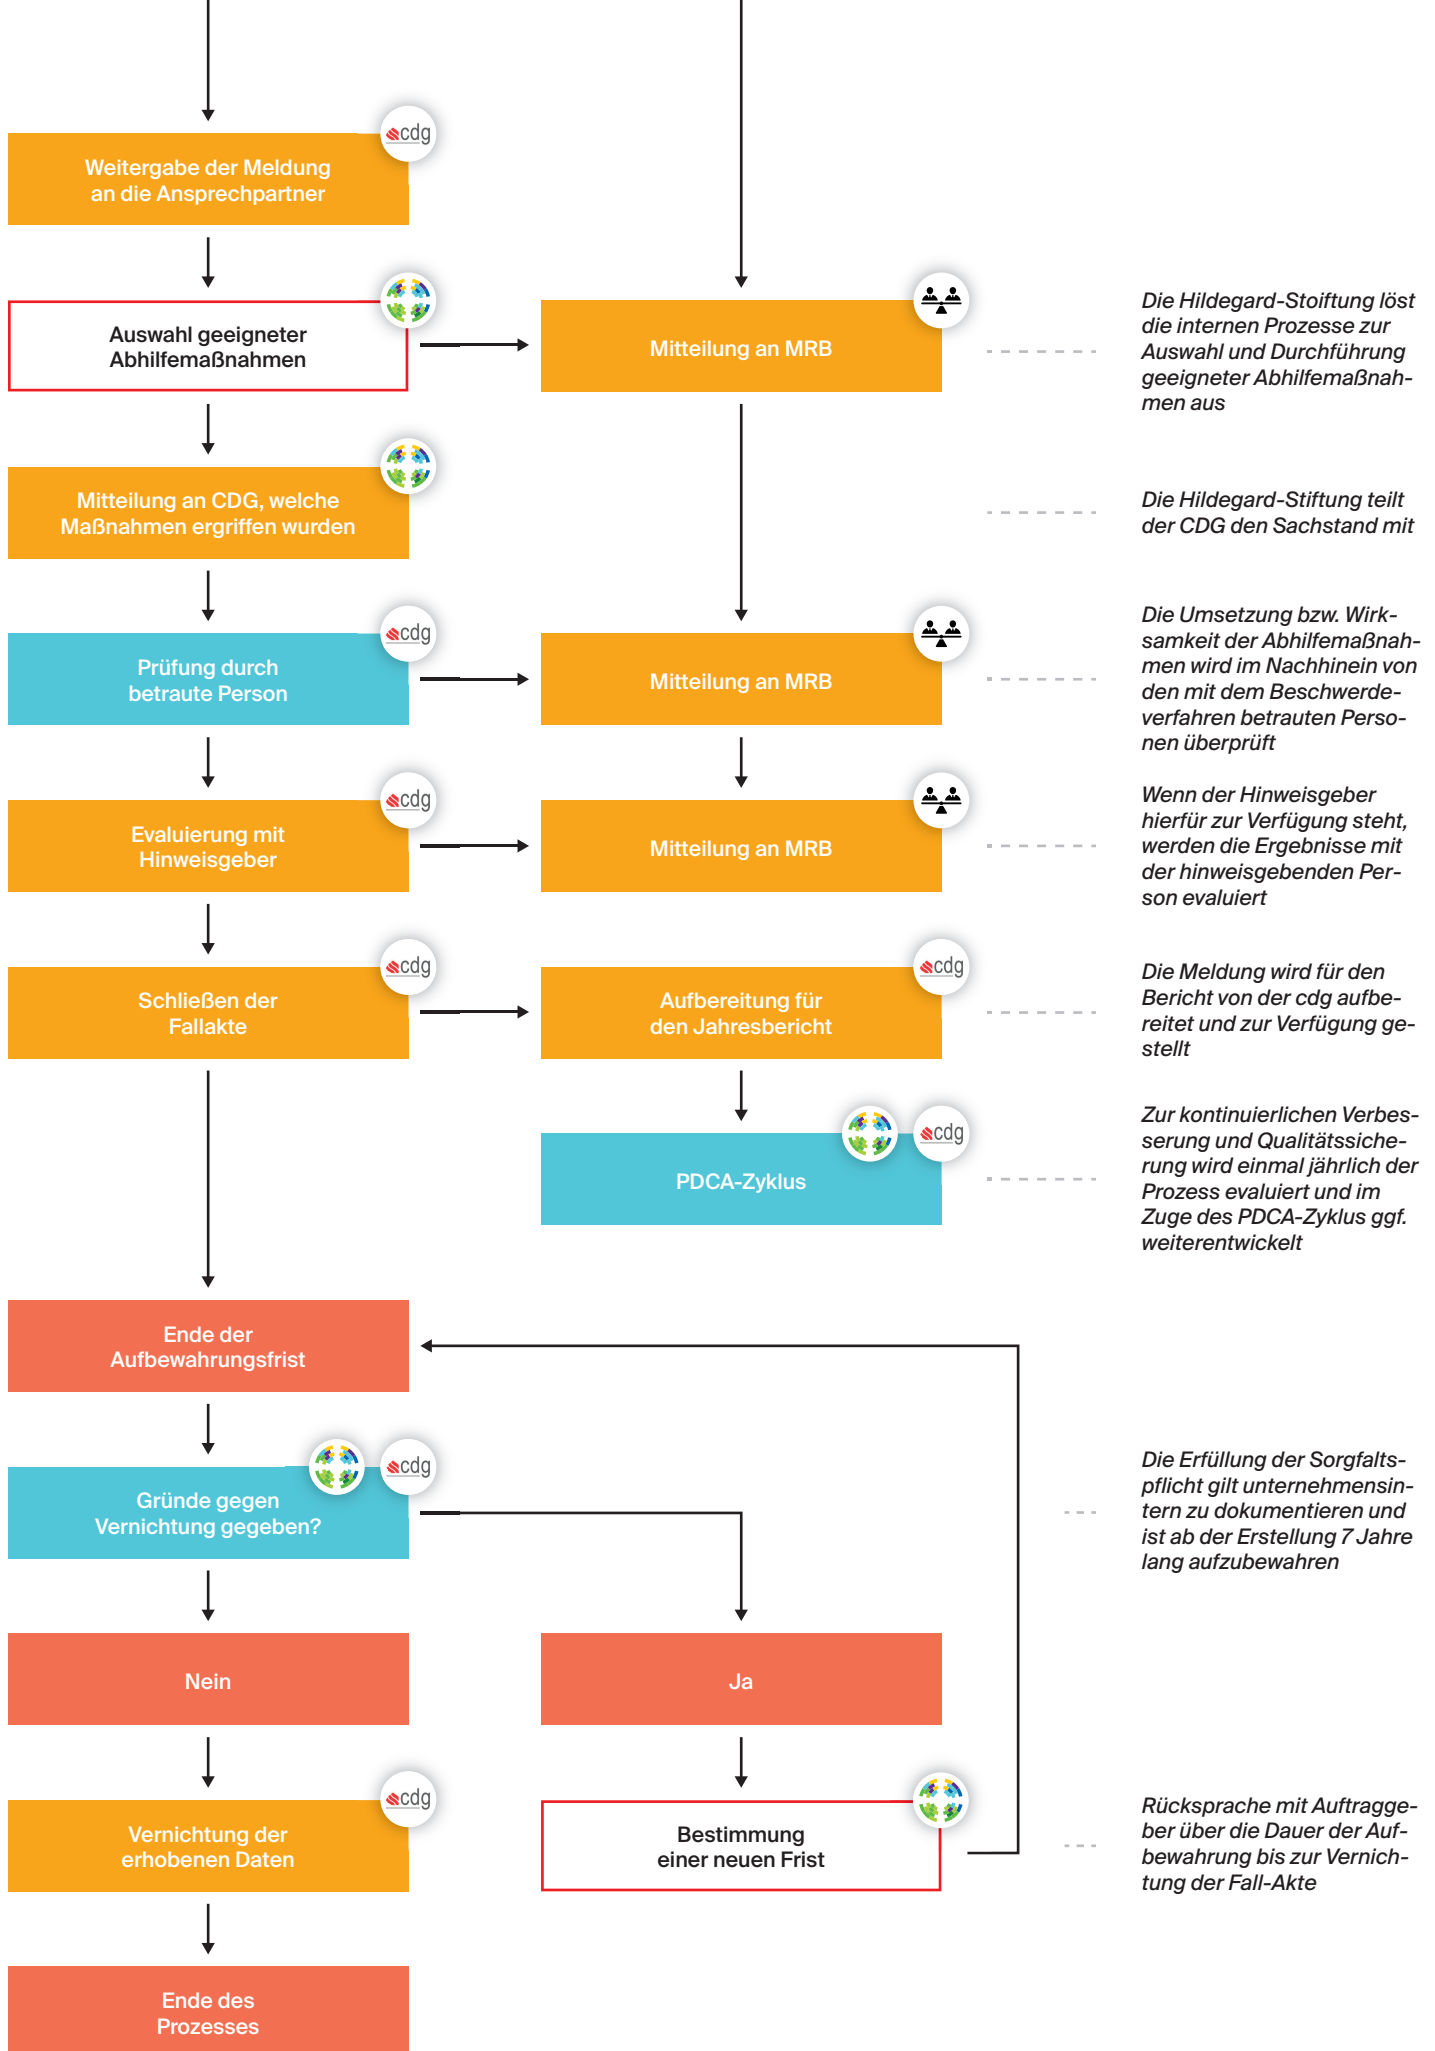 cdg
Weitergabe der Meldung
an die Ansprechpartner
Auswahl geeigneter
Abhilfemaßnahmen
Mitteilung an MRB
Die Hildegard-Stoiftung löst
die internen Prozesse zur
Auswahl und Durchführung
geeigneter Abhilfemaßnah-
men aus
Mitteilung an CDG, welche
Maßnahmen ergriffen wurden
Die Hildegard-Stiftung teilt
der CDG den Sachstand mit
cdg
Prüfung durch
betraute Person
Mitteilung an MRB
Die Umsetzung bzw. Wirk-
samkeit der Abhilfemaßnah-
men wird im Nachhinein von
den mit dem Beschwerde-
verfahren betrauten Perso-
nen überprüft
cdg
Evaluierung mit
Hinweisgeber
Mitteilung an MRB
Wenn der Hinweisgeber
hierfür zur Verfügung steht,
werden die Ergebnisse mit
der hinweisgebenden Per-
son evaluiert
cdg
Schließen der
Fallakte
cdg
Aufbereitung für
den Jahresbericht
Die Meldung wird für den
Bericht von der cdg aufbe-
reitet und zur Verfügung ge-
stellt
cdg
PDCA-Zyklus
Zur kontinuierlichen Verbes-
serung und Qualitätssiche-
rung wird einmal jährlich der
Prozess evaluiert und im
Zuge des PDCA-Zyklus ggf.
weiterentwickelt
Ende der
Aufbewahrungsfrist
cdg
Gründe gegen
Vernichtung gegeben?
Die Erfüllung der Sorgfalts-
pflicht gilt unternehmensin-
tern zu dokumentieren und
ist ab der Erstellung 7 Jahre
lang aufzubewahren
Nein
Ja
cdg
Vernichtung der
erhobenen Daten
Bestimmung
einer neuen Frist
Rücksprache mit Auftragge-
ber über die Dauer der Auf-
bewahrung bis zur Vernich-
tung der Fall-Akte
Ende des
Prozesses